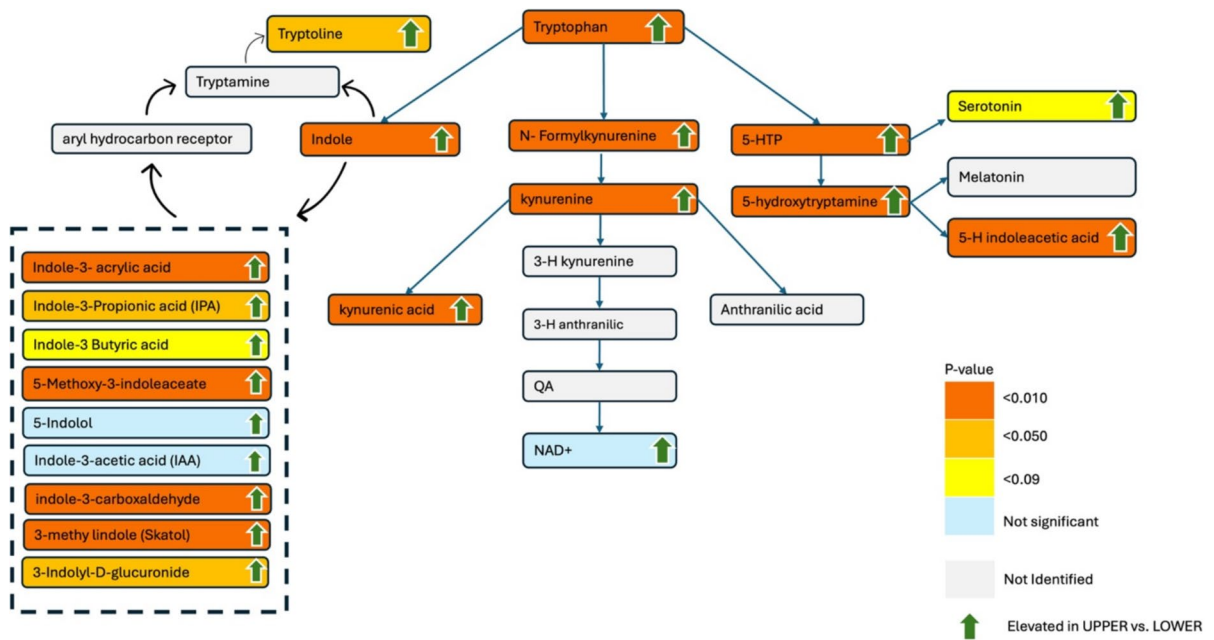 Tryptoline
Tryptophan
Tryptamine
Serotonin
aryl hydrocarbon receptor
Indole
N- Formylkynurenine
5-HTP
Melatonin
kynurenine
5-hydroxytryptamine
5-H indoleacetic acid
Indole-3- acrylic acid
Indole-3-Propionic acid (IPA)
Indole-3 Butyric acid
5-Methoxy-3-indoleaceate
5-Indolol
Indole-3-acetic acid (IAA)
indole-3-carboxaldehyde
3-methy lindole (Skatol)
3-Indolyl-D-glucuronide
3-H kynurenine
kynurenic acid
3-H anthranilic
Anthranilic acid
QA
NAD+
P-value
<0.010
<0.050
<0.09
Not significant
Not Identified
Elevated in UPPER vs. LOWER